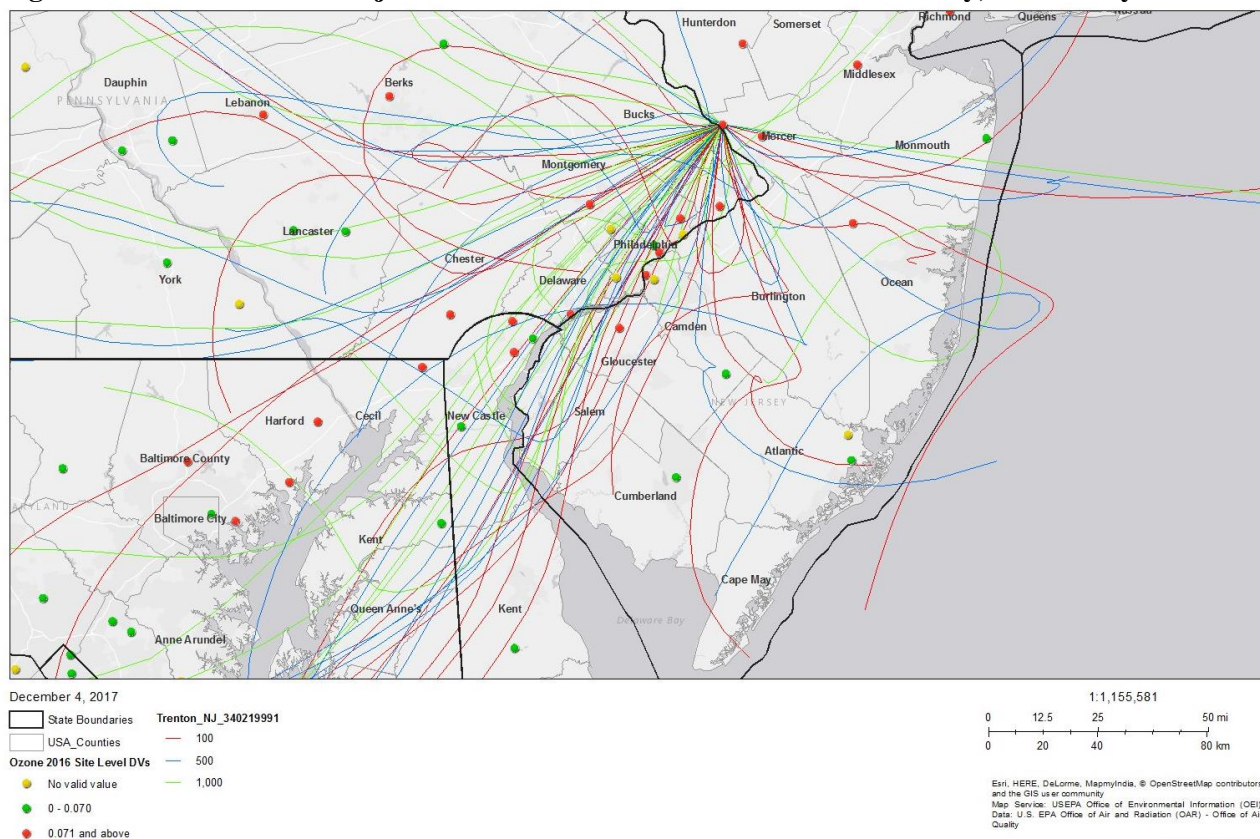 Hunterdon
Somerset
Richmond
Queens
Middlesex
Dauphin
PENNSYLVANIA
Lebanon
Berks
Bucks
Mercer
Monmouth
Montgomery
Lancaster
Philadelphia
York
Chester
Delaware
Burlington
Ocean
Camden
Gloucester
NEW JERSEY
Harford
Cecil
New Castle
Salem
Atlantic
Baltimore County
Cumberland
Baltimore City
Kent
Cape May
Queen Anne's
Kent
Delaware Bay
Anne Arundel
December 4, 2017
State Boundaries
USA_Counties
Ozone 2016 Site Level DVs
No valid value
0 - 0.070
0.071 and above
Trenton_NJ_340219991
100
500
1,000
1:1,155,581
0 12.5 25 50 mi
0 20 40 80 km
Esri, HERE, DeLorme, MapmyIndia, © OpenStreetMap contributors
and the GIS user community
Map Service: USEPA Office of Environmental Information (OEI)
Data: U.S. EPA Office of Air and Radiation (OAR) - Office of Air
Quality